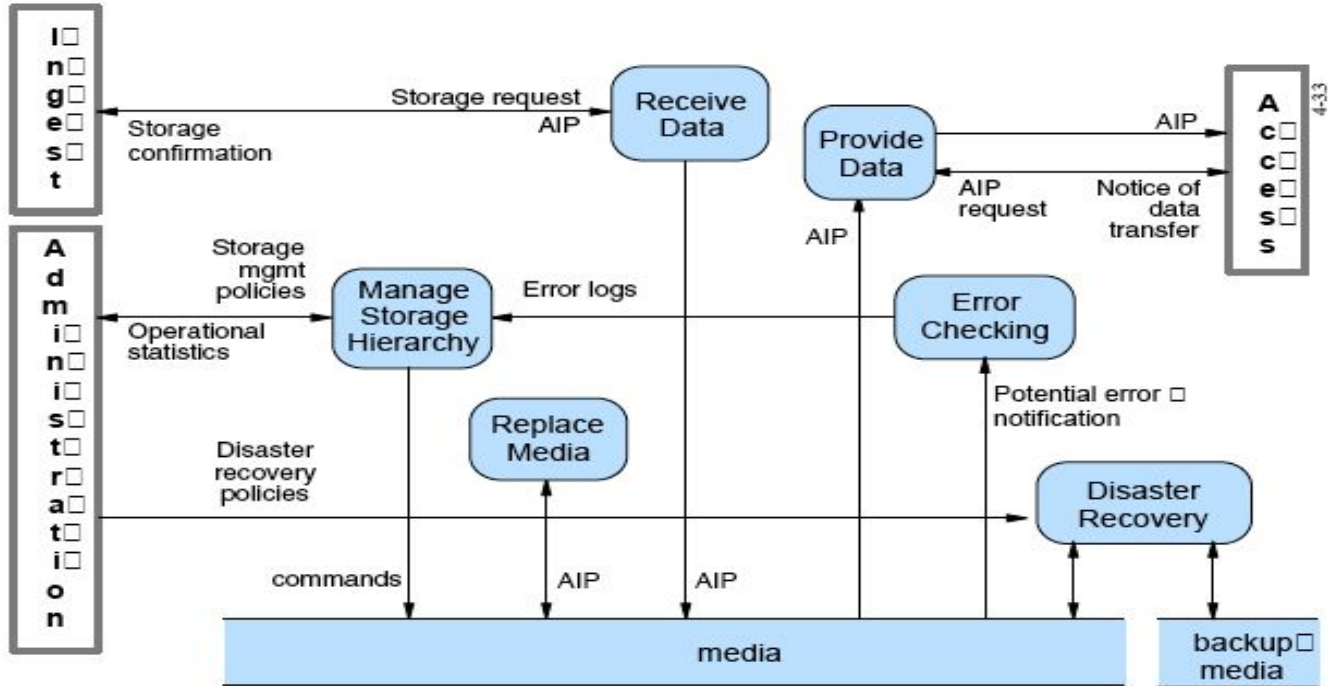 Ingest
Storage request
AIP
Storage
confirmation
Receive
Data
Provide
Data
AIP
AIP
request
Notice of
data
transfer
Access
4-33
Administration
Storage
mgmt
policies
Operational
statistics
Manage
Storage
Hierarchy
Error logs
AIP
Error
Checking
Potential error
notification
Replace
Media
Disaster
recovery
policies
Disaster
Recovery
commands
AIP
AIP
media
backup
media